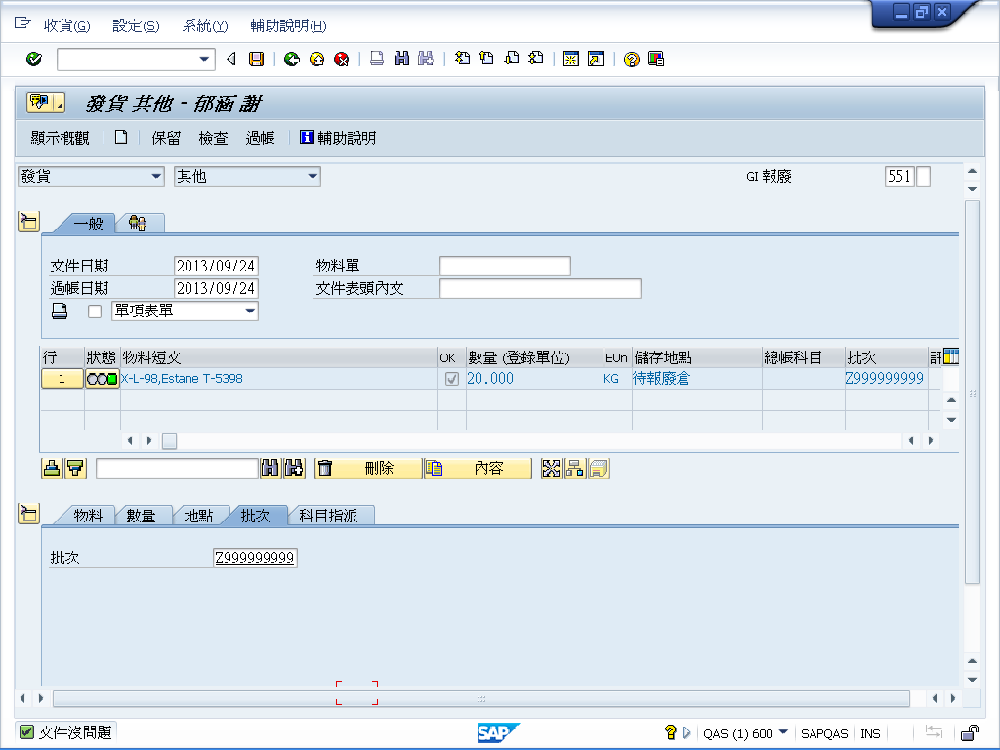 收貨(G) 設定(S) 系統(Y) 輔助說明(H)
發貨 其他 - 郁涵 謝
顯示概觀 保留 檢查 過帳 輔助說明
發貨 其他 GI 報廢 551
一般
文件日期 2013/09/24 物料單
過帳日期 2013/09/24 文件表頭內文
單項表單
行 狀態 物料短文 OK 數量 (登錄單位) EUn 儲存地點 總帳科目 批次 評
1 X-L-98,Estane T-5398 20.000 KG 待報廢倉 Z999999999
刪除 內容
物料 數量 地點 批次 科目指派
批次 Z999999999
文件沒問題 SAP QAS (1) 600 SAPQAS INS